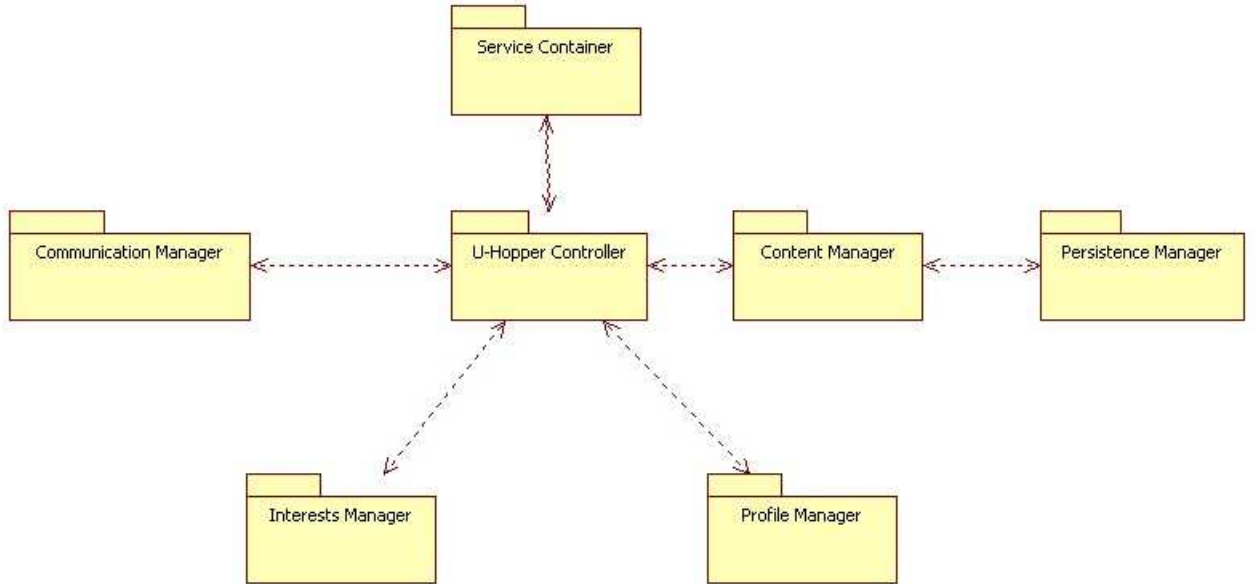 Service Container
Communication Manager
U-Hopper Controller
Content Manager
Persistence Manager
Interests Manager
Profile Manager